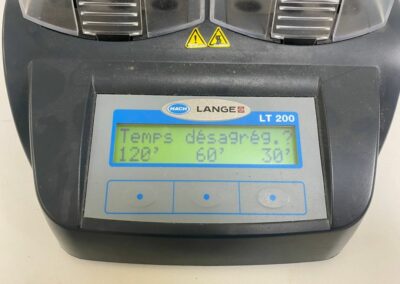 HACH LANGE
LT 200
Temps désagrég.?
120' 60' 30'